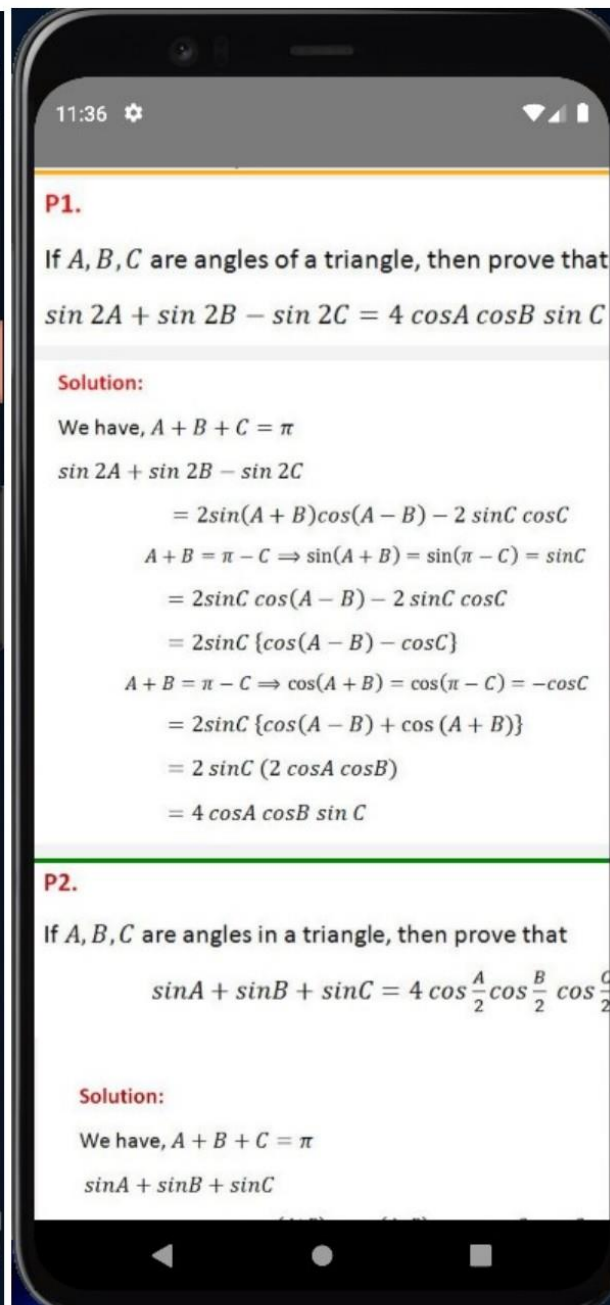 11:36
P1.
If A, B, C are angles of a triangle, then prove that
sin 2A + sin 2B − sin 2C = 4 cosA cosB sin C
Solution:
We have, A + B + C = π
sin 2A + sin 2B − sin 2C
= 2sin(A + B)cos(A − B) − 2 sinC cosC
A + B = π − C ⟹ sin(A + B) = sin(π − C) = sinC
= 2sinC cos(A − B) − 2 sinC cosC
= 2sinC {cos(A − B) − cosC}
A + B = π − C ⟹ cos(A + B) = cos(π − C) = −cosC
= 2sinC {cos(A − B) + cos (A + B)}
= 2 sinC (2 cosA cosB)
= 4 cosA cosB sin C
P2.
If A, B, C are angles in a triangle, then prove that
sinA + sinB + sinC = 4 cos A/2 cos B/2 cos C/2
Solution:
We have, A + B + C = π
sinA + sinB + sinC